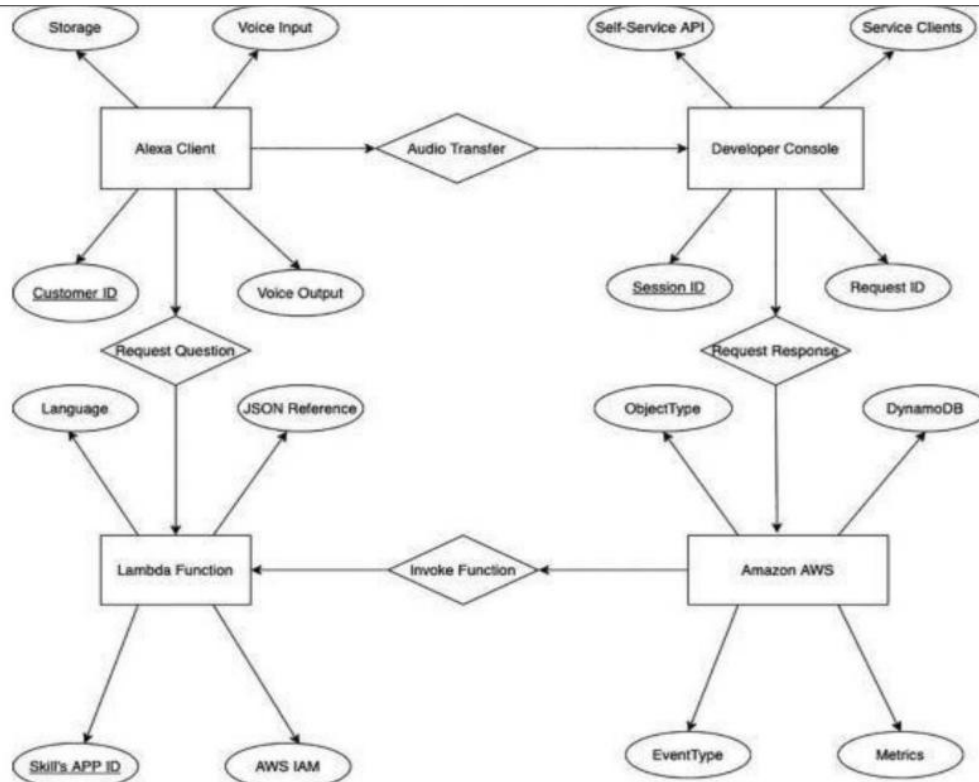 Storage
Voice Input
Self-Service API
Service Clients
Alexa Client
Audio Transfer
Developer Console
Customer ID
Voice Output
Session ID
Request ID
Request Question
Request Response
Language
JSON Reference
ObjectType
DynamoDB
Lambda Function
Invoke Function
Amazon AWS
Skill's APP ID
AWS IAM
EventType
Metrics